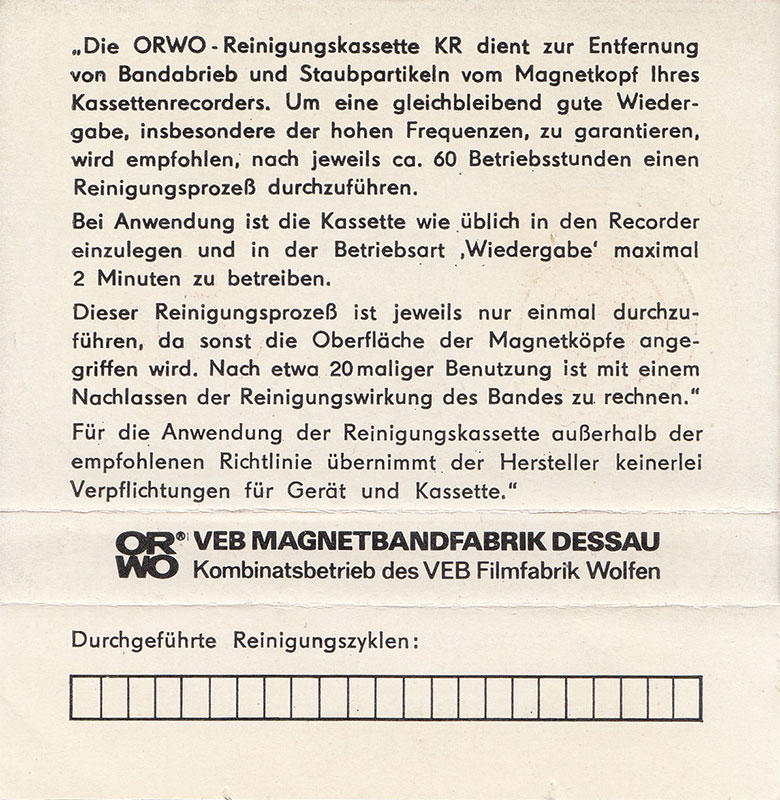 „Die ORWO-Reinigungskassette KR dient zur Entfernung
von Bandabrieb und Staubpartikeln vom Magnetkopf Ihres
Kassettenrecorders. Um eine gleichbleibend gute Wieder-
gabe, insbesondere der hohen Frequenzen, zu garantieren,
wird empfohlen, nach jeweils ca. 60 Betriebsstunden einen
Reinigungsprozeß durchzuführen.
Bei Anwendung ist die Kassette wie üblich in den Recorder
einzulegen und in der Betriebsart ‚Wiedergabe‘ maximal
2 Minuten zu betreiben.
Dieser Reinigungsprozeß ist jeweils nur einmal durchzu-
führen, da sonst die Oberfläche der Magnetköpfe ange-
griffen wird. Nach etwa 20maliger Benutzung ist mit einem
Nachlassen der Reinigungswirkung des Bandes zu rechnen.“
Für die Anwendung der Reinigungskassette außerhalb der
empfohlenen Richtlinie übernimmt der Hersteller keinerlei
Verpflichtungen für Gerät und Kassette.“
ORWO® VEB MAGNETBANDFABRIK DESSAU
Kombinatsbetrieb des VEB Filmfabrik Wolfen
Durchgeführte Reinigungszyklen: